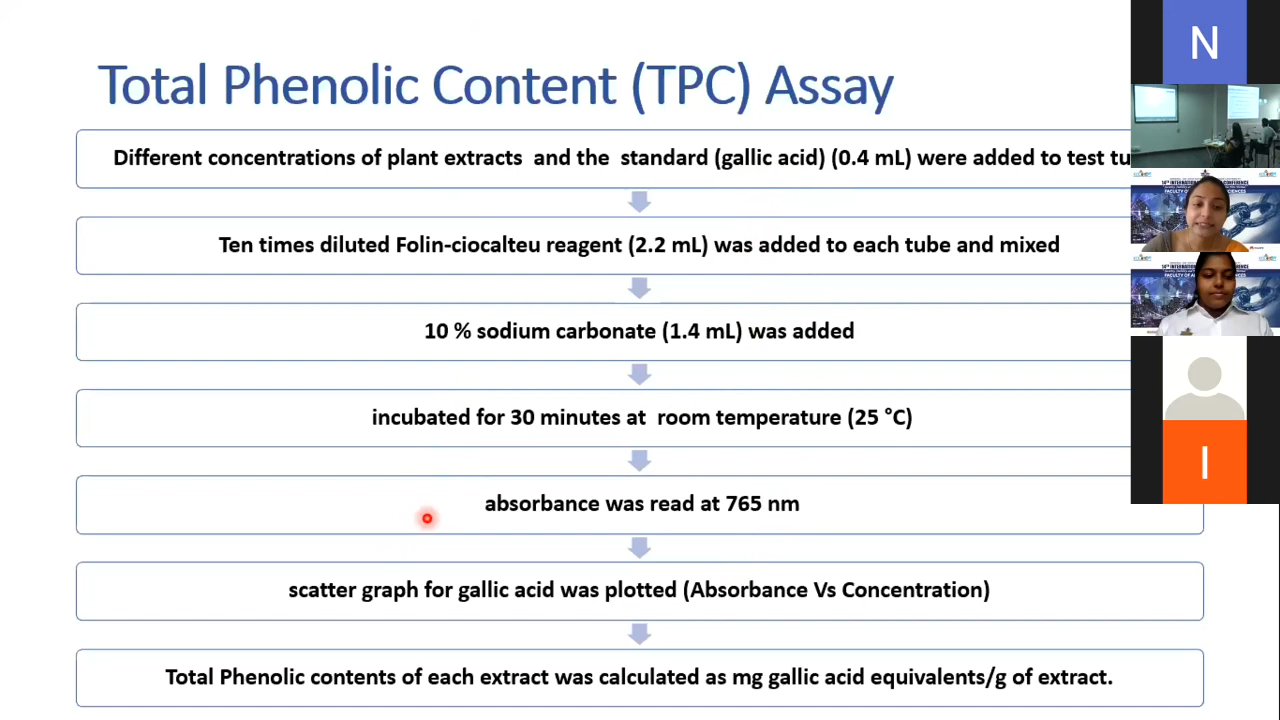 Total Phenolic Content (TPC) Assay
Different concentrations of plant extracts and the standard (gallic acid) (0.4 mL) were added to test tu
Ten times diluted Folin-ciocalteu reagent (2.2 mL) was added to each tube and mixed
10 % sodium carbonate (1.4 mL) was added
incubated for 30 minutes at room temperature (25 °C)
absorbance was read at 765 nm
scatter graph for gallic acid was plotted (Absorbance Vs Concentration)
Total Phenolic contents of each extract was calculated as mg gallic acid equivalents/g of extract.
N
I